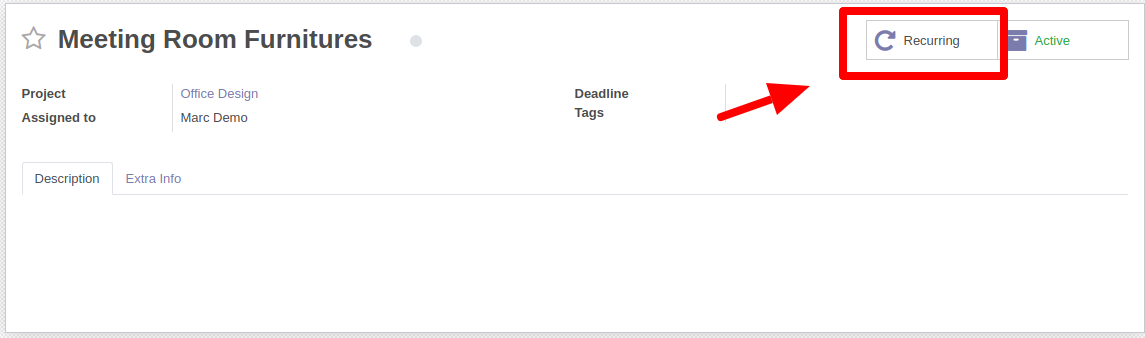 Meeting Room Furnitures
Recurring
Active
Project
Office Design
Assigned to
Marc Demo
Deadline
Tags
Description
Extra Info